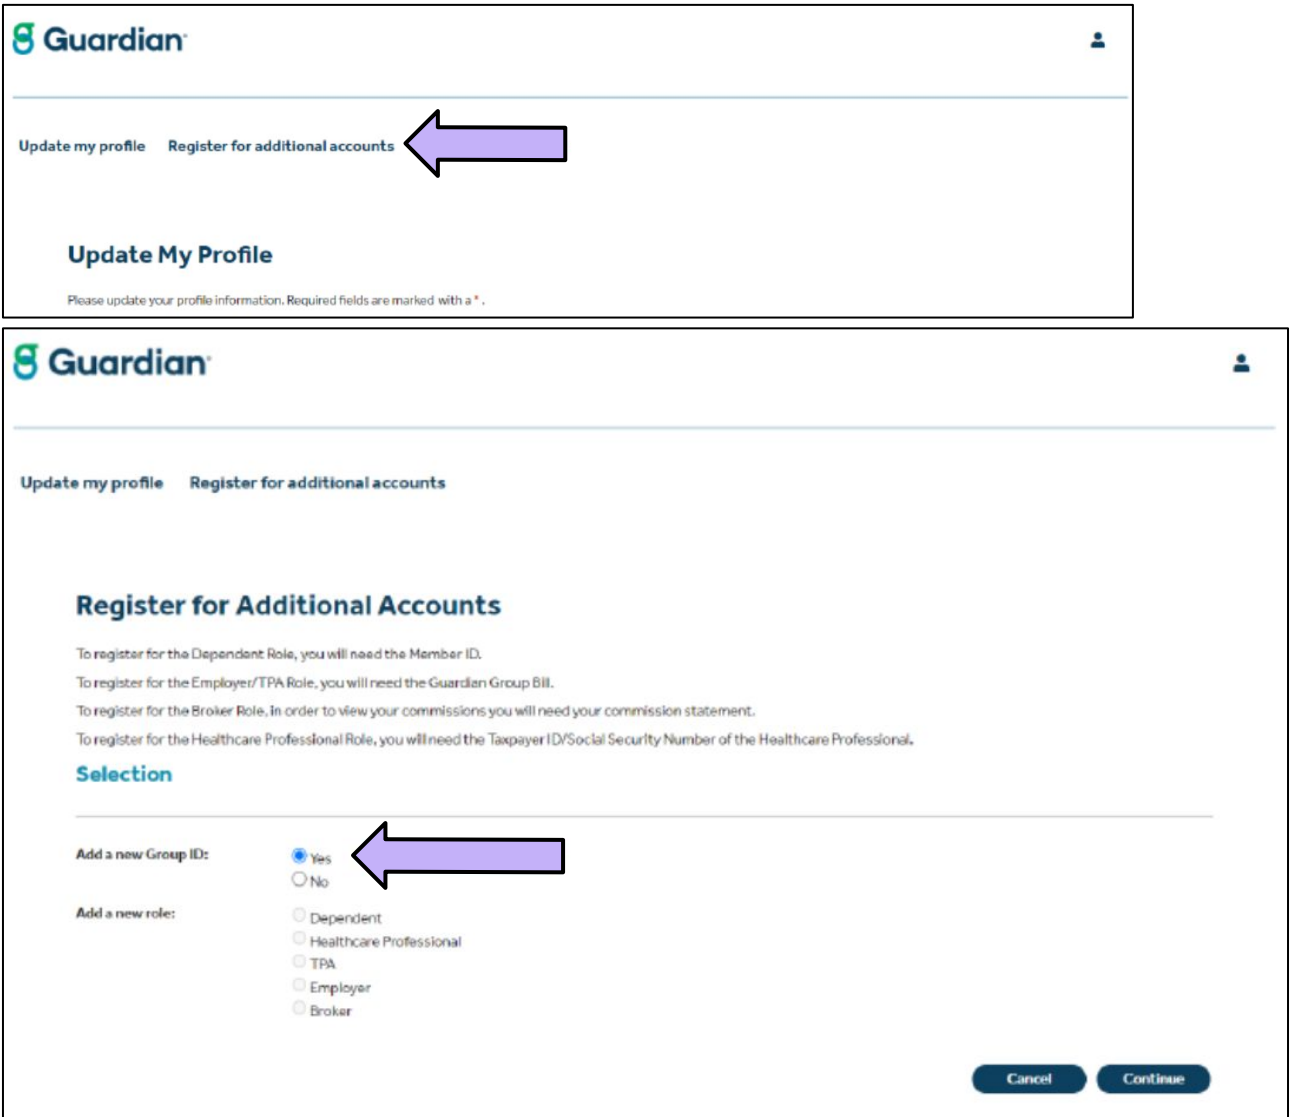 Guardian
Update my profile Register for additional accounts
Update My Profile
Please update your profile information. Required fields are marked with a * .
Guardian
Update my profile Register for additional accounts
Register for Additional Accounts
To register for the Dependent Role, you will need the Member ID.
To register for the Employer/TPA Role, you will need the Guardian Group Bill.
To register for the Broker Role, in order to view your commissions you will need your commission statement.
To register for the Healthcare Professional Role, you will need the Taxpayer ID/Social Security Number of the Healthcare Professional.
Selection
Add a new Group ID: Yes
No
Add a new role: Dependent
Healthcare Professional
TPA
Employer
Broker
Cancel Continue